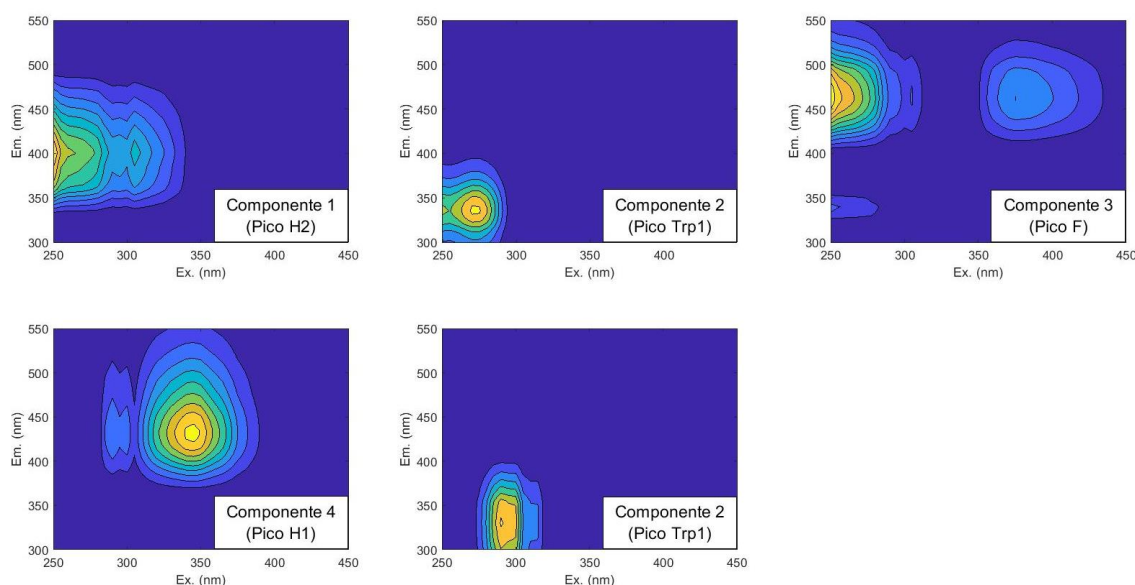 550
500
450
400
350
300
Em. (nm)
250
300
350
400
450
Ex. (nm)
Componente 1
(Pico H2)
550
500
450
400
350
300
Em. (nm)
250
300
350
400
Ex. (nm)
Componente 2
(Pico Trp1)
550
500
450
400
350
300
Em. (nm)
250
300
350
400
450
Ex. (nm)
Componente 3
(Pico F)
550
500
450
400
350
300
Em. (nm)
250
300
350
400
450
Ex. (nm)
Componente 4
(Pico H1)
550
500
450
400
350
300
Em. (nm)
250
300
350
400
450
Ex. (nm)
Componente 2
(Pico Trp1)